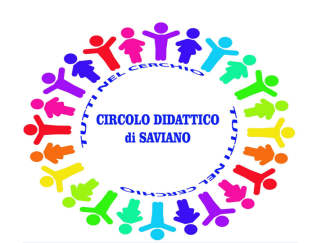 TUTTI NEL CERCHIO
CIRCOLO DIDATTICO
di SAVIANO
TUTTI NEL CERCHIO